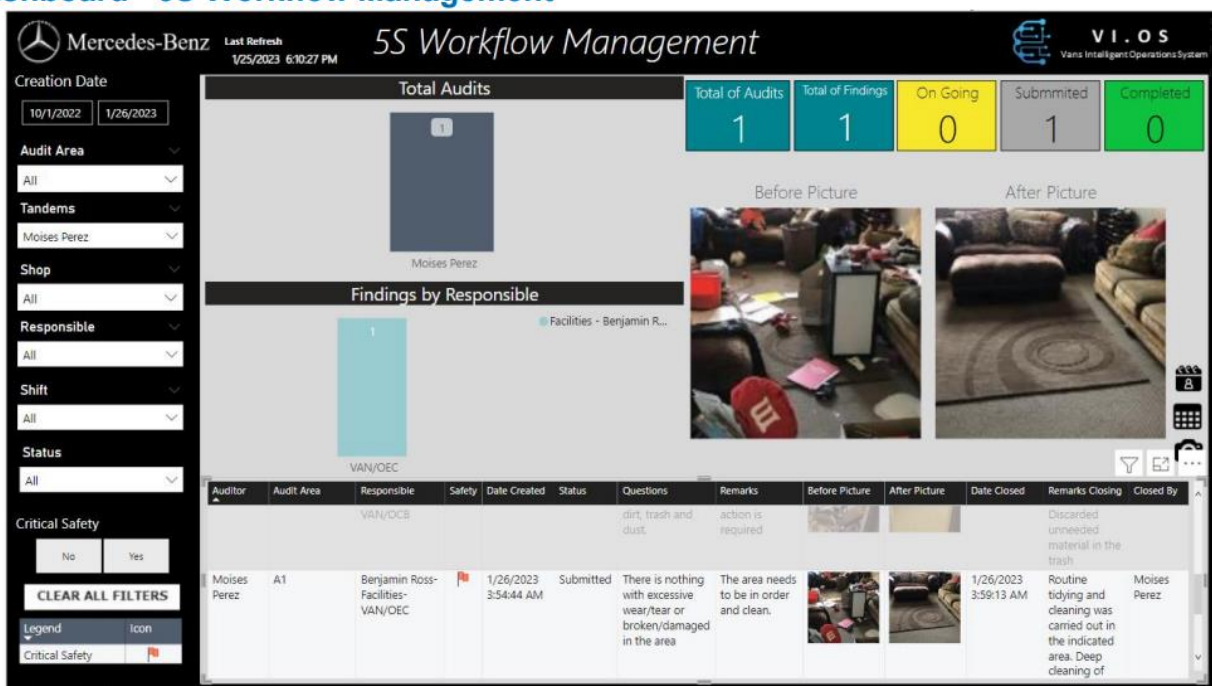 Dashboard - 5S Workflow Management
Mercedes-Benz
Last Refresh
1/25/2023 6:10:27 PM
5S Workflow Management
VI.OS
Vans Intelligent Operations System
Creation Date
10/1/2022
1/26/2023
Audit Area
All
Tandems
Moises Perez
Shop
All
Responsible
All
Shift
All
Status
All
Critical Safety
No
Yes
CLEAR ALL FILTERS
Legend
Icon
Critical Safety
Total Audits
1
Moises Perez
Findings by Responsible
1
Facilities - Benjamin R...
VAN/OEC
Total of Audits
1
Total of Findings
1
On Going
0
Submmited
1
Completed
0
Before Picture
After Picture
Auditor
Audit Area
Responsible
Safety
Date Created
Status
Questions
Remarks
Before Picture
After Picture
Date Closed
Remarks Closing
Closed By
VAN/OCB
dirt, trash and
dust.
action is
required
Discarded
unneeded
material in the
trash
Moises
Perez
A1
Benjamin Ross-
Facilities-
VAN/OEC
1/26/2023
3:54:44 AM
Submitted
There is nothing
with excessive
wear/tear or
broken/damaged
in the area
The area needs
to be in order
and clean.
1/26/2023
3:59:13 AM
Routine
tidying and
cleaning was
carried out in
the indicated
area. Deep
cleaning of
Moises
Perez